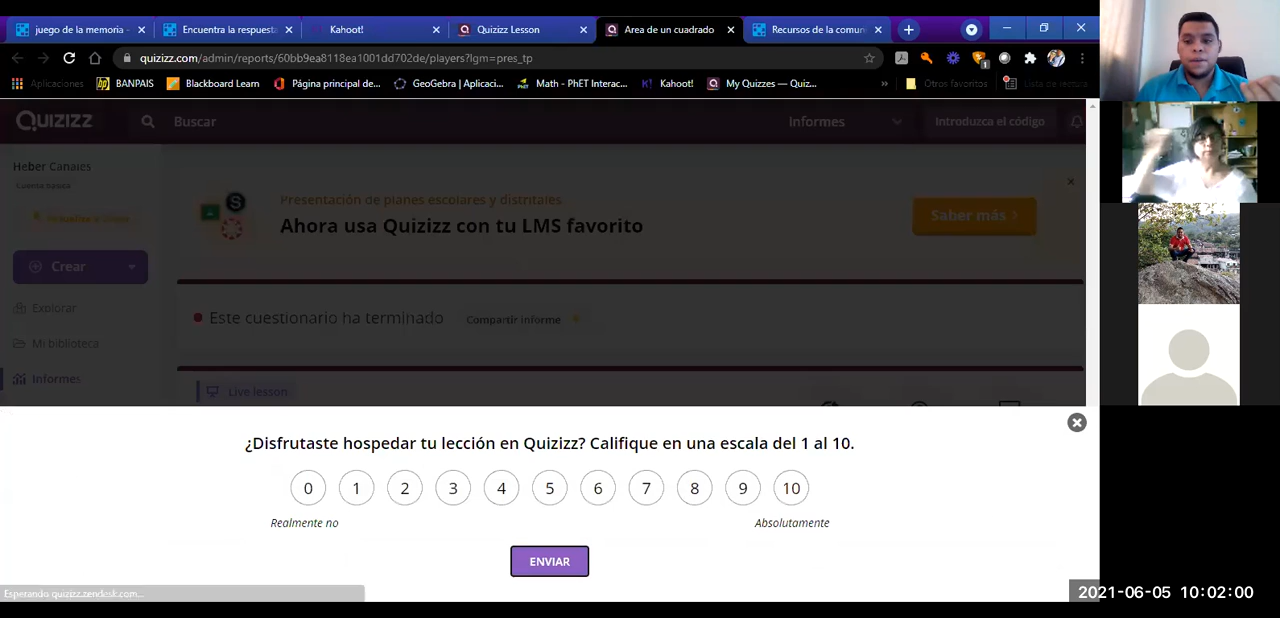 juego de la memoria -
Encuentra la respuesta
Kahoot!
Quizizz Lesson
Area de un cuadrado
Recursos de la comun
quizizz.com/admin/reports/60bb9ea8118ea1001dd702de/players?lgm=pres_tp
Aplicaciones
BANPAIS
Blackboard Learn
Página principal de...
GeoGebra | Aplicaci...
Math - PhET Interac...
Kahoot!
My Quizzes — Quiz...
»
Otros favoritos
Lista de lectura
Quizizz
Buscar
Informes
Introduzca el código
Heber Canales
Cuenta básica
Presentación de planes escolares y distritales
Ahora usa Quizizz con tu LMS favorito
Saber más >
Crear
Explorar
Este cuestionario ha terminado
Compartir informe
Mi biblioteca
Informes
Live lesson
¿Disfrutaste hospedar tu lección en Quizizz? Califique en una escala del 1 al 10.
0 1 2 3 4 5 6 7 8 9 10
Realmente no
Absolutamente
ENVIAR
Esperando quizizz.zendesk.com...
2021-06-05 10:02:00